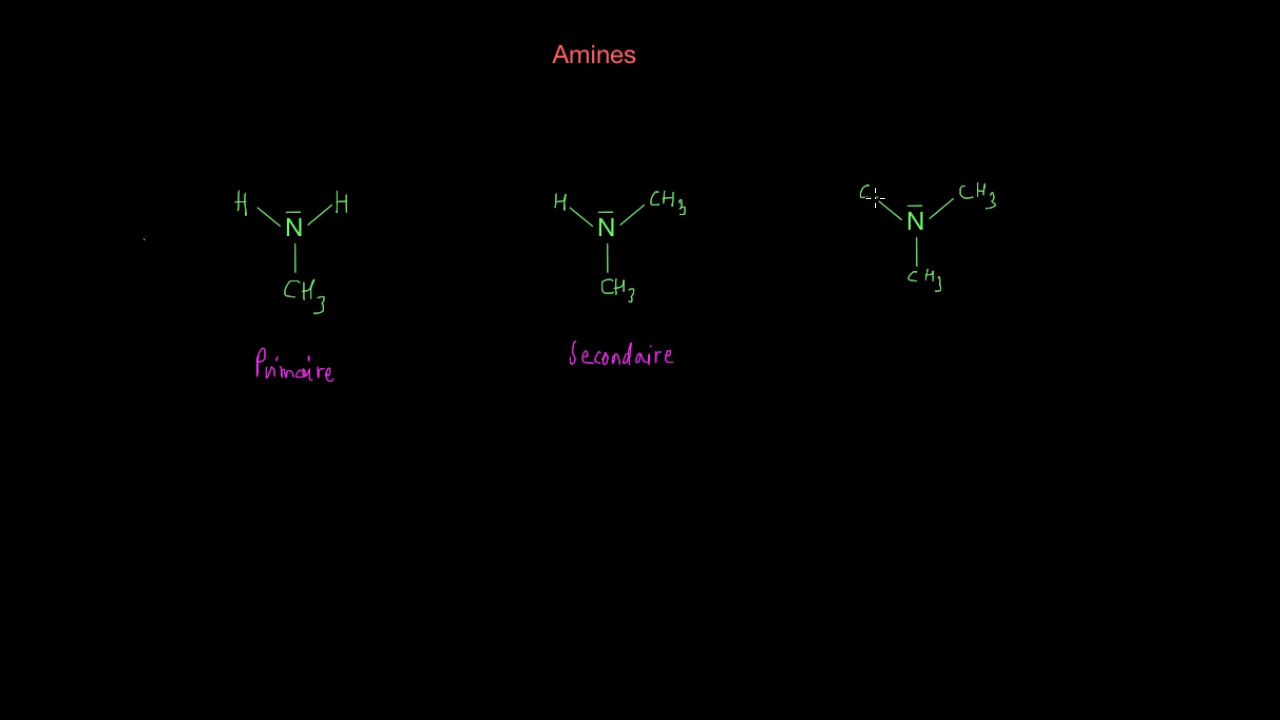 Amines
H H H CH3 C CH3
N N N
CH3 CH3 CH3
Primaire Secondaire